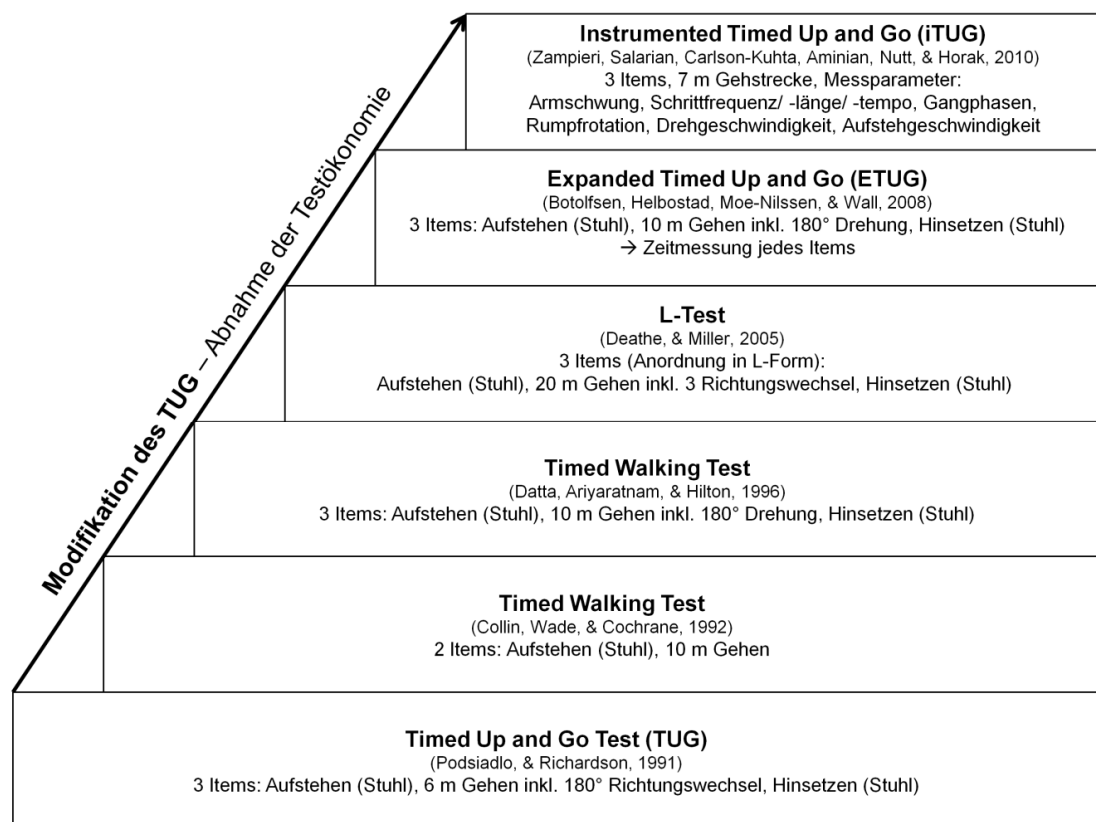 Modifikation des TUG – Abnahme der Testökonomie
Instrumented Timed Up and Go (iTUG)
(Zampieri, Salarian, Carlson-Kuhta, Aminian, Nutt, & Horak, 2010)
3 Items, 7 m Gehstrecke, Messparameter:
Armschwung, Schrittfrequenz/ -länge/ -tempo, Gangphasen,
Rumpfrotation, Drehgeschwindigkeit, Aufstehgeschwindigkeit
Expanded Timed Up and Go (ETUG)
(Botolfsen, Helbostad, Moe-Nilssen, & Wall, 2008)
3 Items: Aufstehen (Stuhl), 10 m Gehen inkl. 180° Drehung, Hinsetzen (Stuhl)
→ Zeitmessung jedes Items
L-Test
(Deathe, & Miller, 2005)
3 Items (Anordnung in L-Form):
Aufstehen (Stuhl), 20 m Gehen inkl. 3 Richtungswechsel, Hinsetzen (Stuhl)
Timed Walking Test
(Datta, Ariyaratnam, & Hilton, 1996)
3 Items: Aufstehen (Stuhl), 10 m Gehen inkl. 180° Drehung, Hinsetzen (Stuhl)
Timed Walking Test
(Collin, Wade, & Cochrane, 1992)
2 Items: Aufstehen (Stuhl), 10 m Gehen
Timed Up and Go Test (TUG)
(Podsiadlo, & Richardson, 1991)
3 Items: Aufstehen (Stuhl), 6 m Gehen inkl. 180° Richtungswechsel, Hinsetzen (Stuhl)